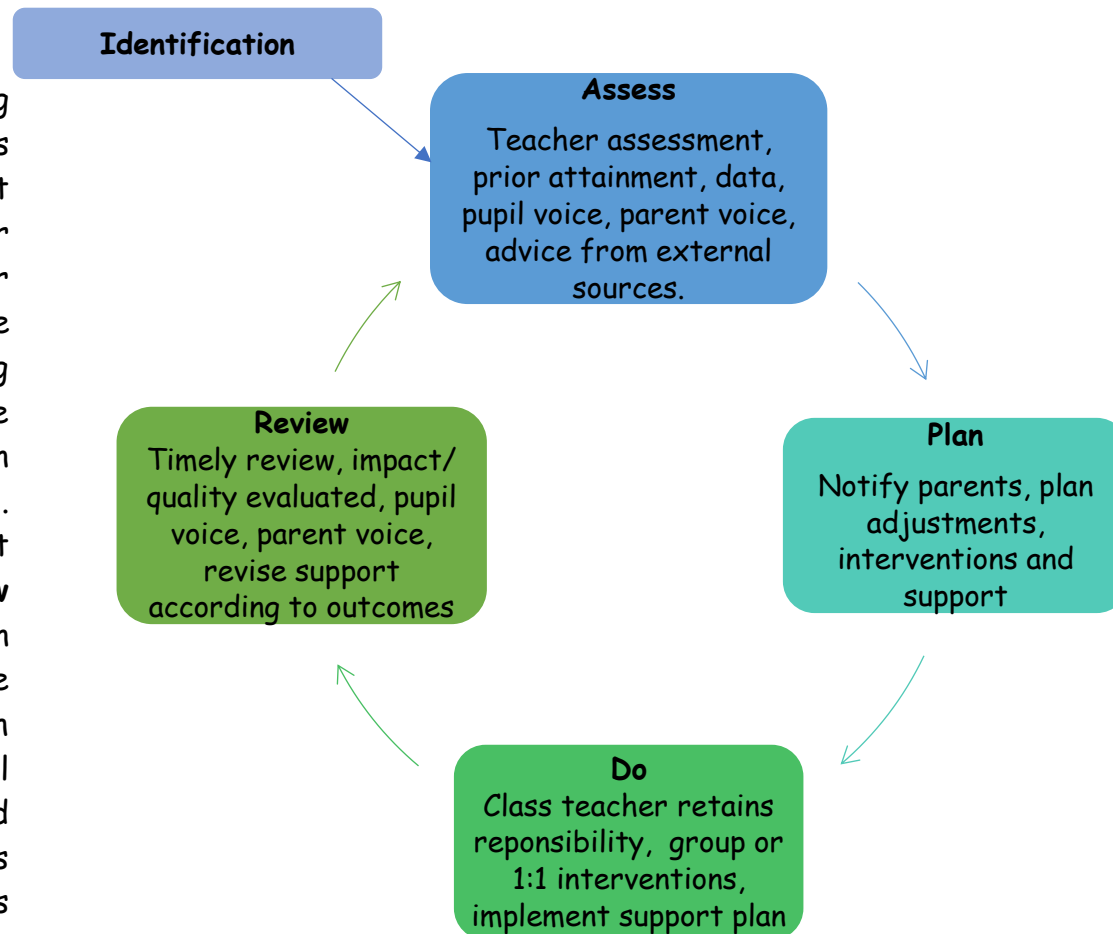 Identification
Assess
Teacher assessment,
prior attainment, data,
pupil voice, parent voice,
advice from external
sources.
Plan
Notify parents, plan
adjustments,
interventions and
support
Do
Class teacher retains
reponsibility, group or
1:1 interventions,
implement support plan
Review
Timely review, impact/
quality evaluated, pupil
voice, parent voice,
revise support
according to outcomes